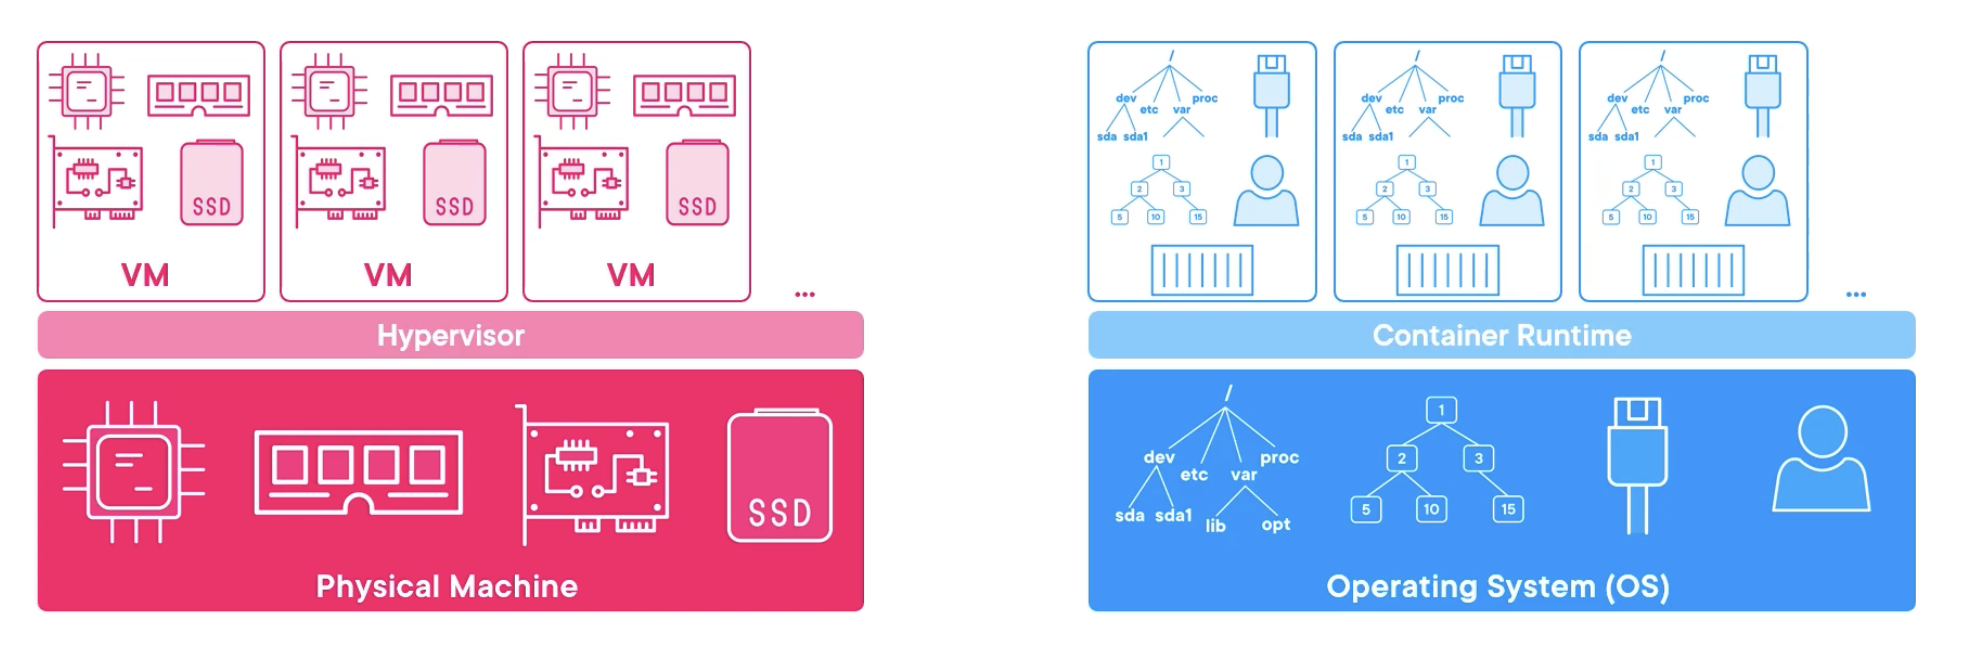 SSD
VM
SSD
VM
SSD
VM
...
Hypervisor
SSD
Physical Machine
/
dev
etc
var
proc
sda sda1
1
2
3
5
10
15
/
dev
etc
var
proc
sda sda1
1
2
3
5
10
15
/
dev
etc
var
proc
sda sda1
1
2
3
5
10
15
...
Container Runtime
/
dev
etc
var
proc
sda sda1
lib
opt
1
2
3
5
10
15
Operating System (OS)